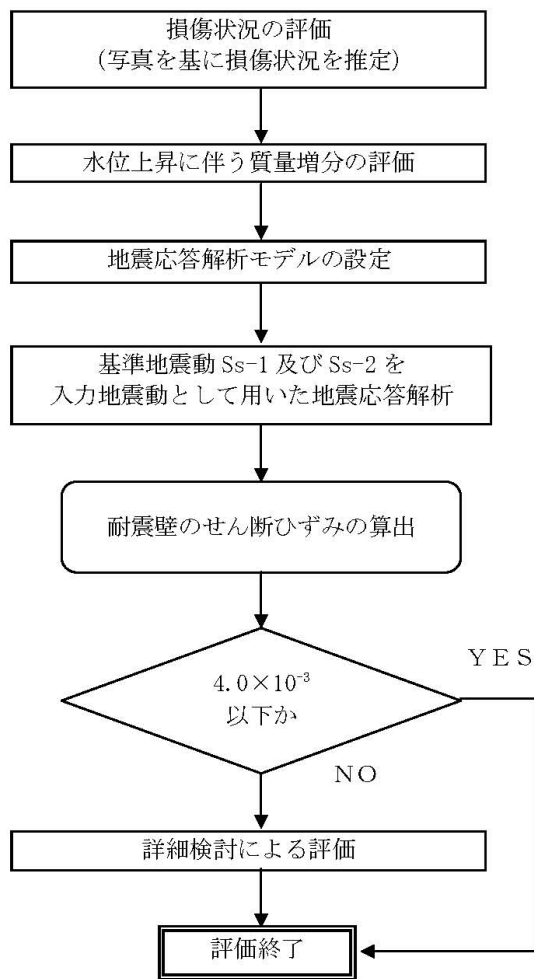 損傷状況の評価
(写真を基に損傷状況を推定)
水位上昇に伴う質量増分の評価
地震応答解析モデルの設定
基準地震動 Ss-1 及び Ss-2 を
入力地震動として用いた地震応答解析
耐震壁のせん断ひずみの算出
4.0×10⁻³
以下か
YES
NO
詳細検討による評価
評価終了